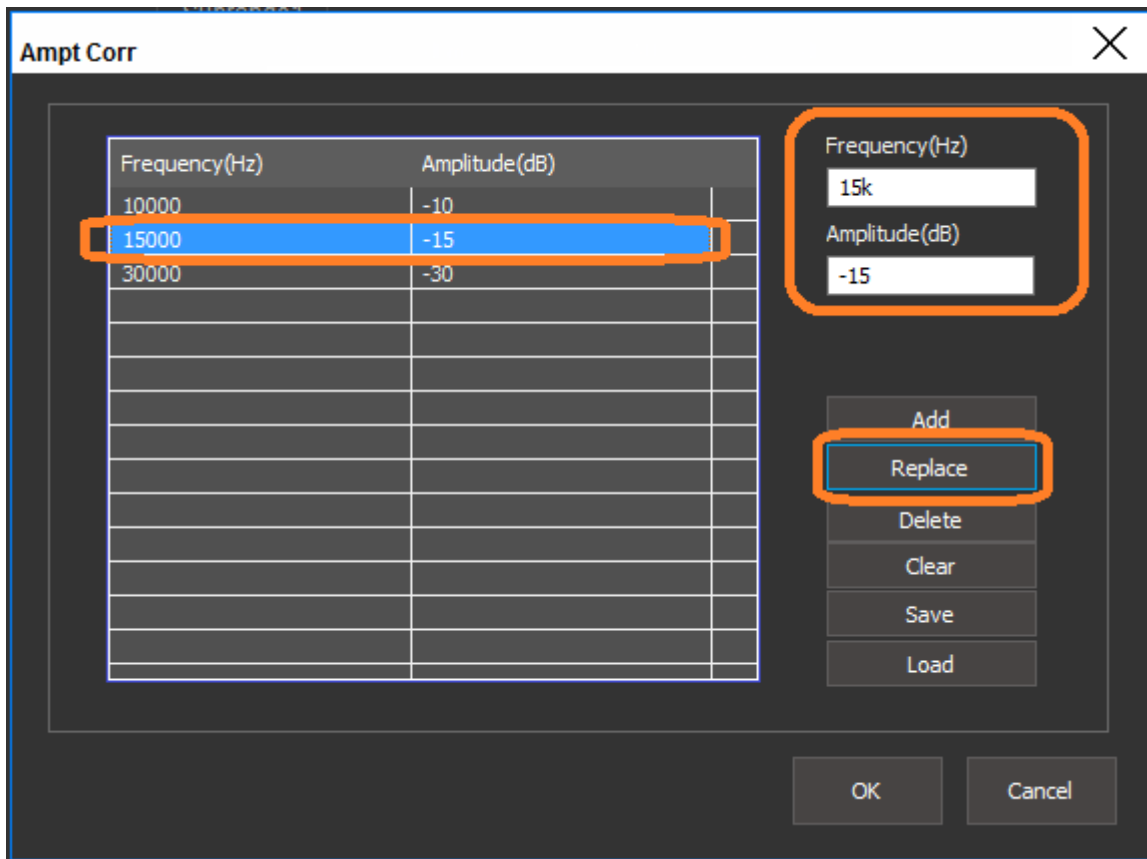 Ampt Corr
Frequency(Hz) Amplitude(dB)
10000 -10
15000 -15
30000 -30
Frequency(Hz)
15k
Amplitude(dB)
-15
Add
Replace
Delete
Clear
Save
Load
OK Cancel